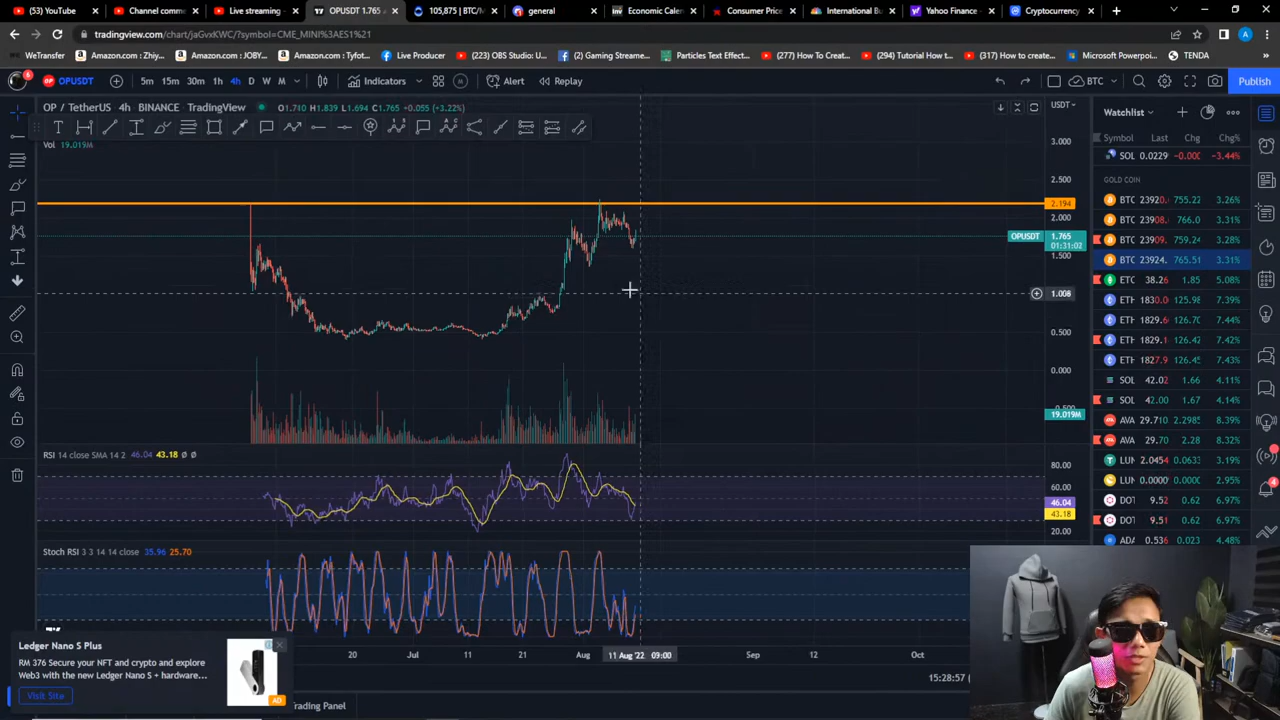 (53) YouTube
Channel comme
Live streaming -
OPUSDT 1.765
105,875 | BTC/M
general
Economic Calen
Consumer Price
International Bu
Yahoo Finance -
Cryptocurrency
tradingview.com/chart/jaGvxKWC/?symbol=CME_MINI%3AES1%21
WeTransfer
Amazon.com : Zhiy...
Amazon.com : JOBY...
Amazon.com : Tyfot...
Live Producer
(223) OBS Studio: U...
(2) Gaming Streame...
Particles Text Effect...
(277) How To Creat...
(294) Tutorial How t...
(317) How to creat...
Microsoft Powerpoi...
TENDA
OPUSDT
5m 15m 30m 1h 4h D W M
Indicators
Alert
Replay
BTC
Publish
OP / TetherUS 4h BINANCE TradingView
O1.710 H1.839 L1.694 C1.765 +0.055 (+3.22%)
USDT
Watchlist
Vol 19.019M
Symbol Last Chg Chg%
SOL 0.0229 -0.000 -3.44%
GOLD COIN
BTC 23920. 755.22 3.26%
BTC 23908. 766.0 3.31%
BTC 23909. 759.24 3.28%
BTC 23924. 765.51 3.31%
ETC 38.26 1.85 5.08%
ETH 1830.0 125.98 7.39%
ETH 1829.6 126.70 7.44%
ETH 1829.1 126.42 7.42%
ETH 1827.9 126.45 7.43%
SOL 42.02 1.66 4.11%
SOL 42.00 1.67 4.14%
AVA 29.710 2.2985 8.39%
AVA 29.70 2.28 8.32%
LUN 2.0454 0.0633 3.19%
LUN 0.0000 2.95%
DOT 9.52 0.62 6.97%
DOT 9.51 0.62 6.97%
ADA 0.536 0.023 4.48%
3.000
2.500
2.194
2.000
OPUSDT 1.765
01:31:02
1.500
1.008
0.500
0.000
19.019M
RSI 14 close SMA 14 2 46.04 43.18 Ø Ø
80.00
60.00
46.04
43.18
20.00
Stoch RSI 3 3 14 14 close 35.96 25.70
20 Jul 11 21 Aug 11 Aug '22 09:00 Sep 12 Oct
15:28:57
Ledger Nano S Plus
RM 376 Secure your NFT and crypto and explore
Web3 with the new Ledger Nano S + hardware...
Visit Site
AD
Trading Panel